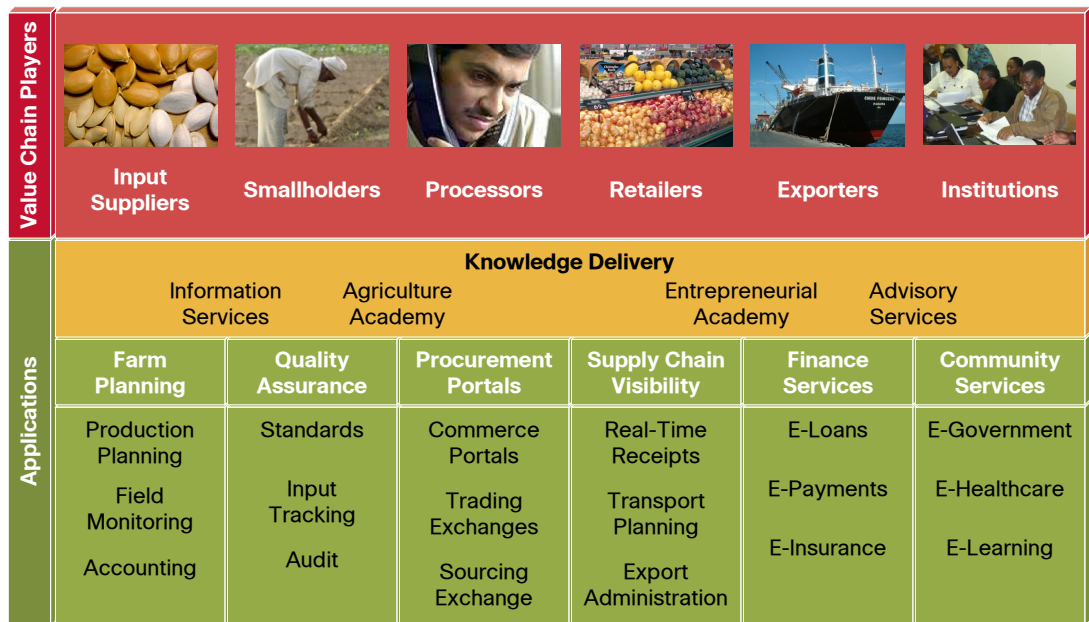 Value Chain Players
Input
Suppliers
Smallholders
Processors
Retailers
Exporters
Institutions
Applications
Knowledge Delivery
Information
Services
Agriculture
Academy
Entrepreneurial
Academy
Advisory
Services
Farm
Planning
Quality
Assurance
Procurement
Portals
Supply Chain
Visibility
Finance
Services
Community
Services
Production
Planning
Field
Monitoring
Accounting
Standards
Input
Tracking
Audit
Commerce
Portals
Trading
Exchanges
Sourcing
Exchange
Real-Time
Receipts
Transport
Planning
Export
Administration
E-Loans
E-Payments
E-Insurance
E-Government
E-Healthcare
E-Learning